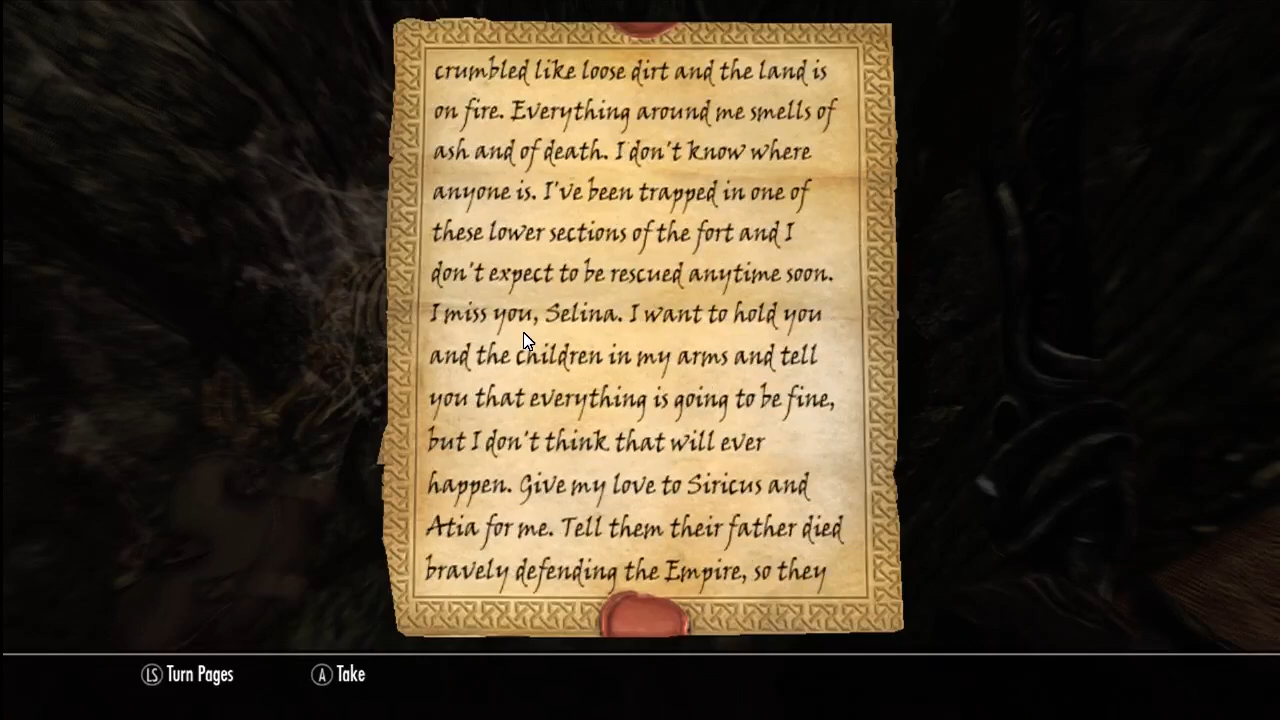 crumbled like loose dirt and the land is
on fire. Everything around me smells of
ash and of death. I don't know where
anyone is. I've been trapped in one of
these lower sections of the fort and I
don't expect to be rescued anytime soon.
I miss you, Selina. I want to hold you
and the children in my arms and tell
you that everything is going to be fine,
but I don't think that will ever
happen. Give my love to Siricus and
Atia for me. Tell them their father died
bravely defending the Empire, so they
LS Turn Pages A Take